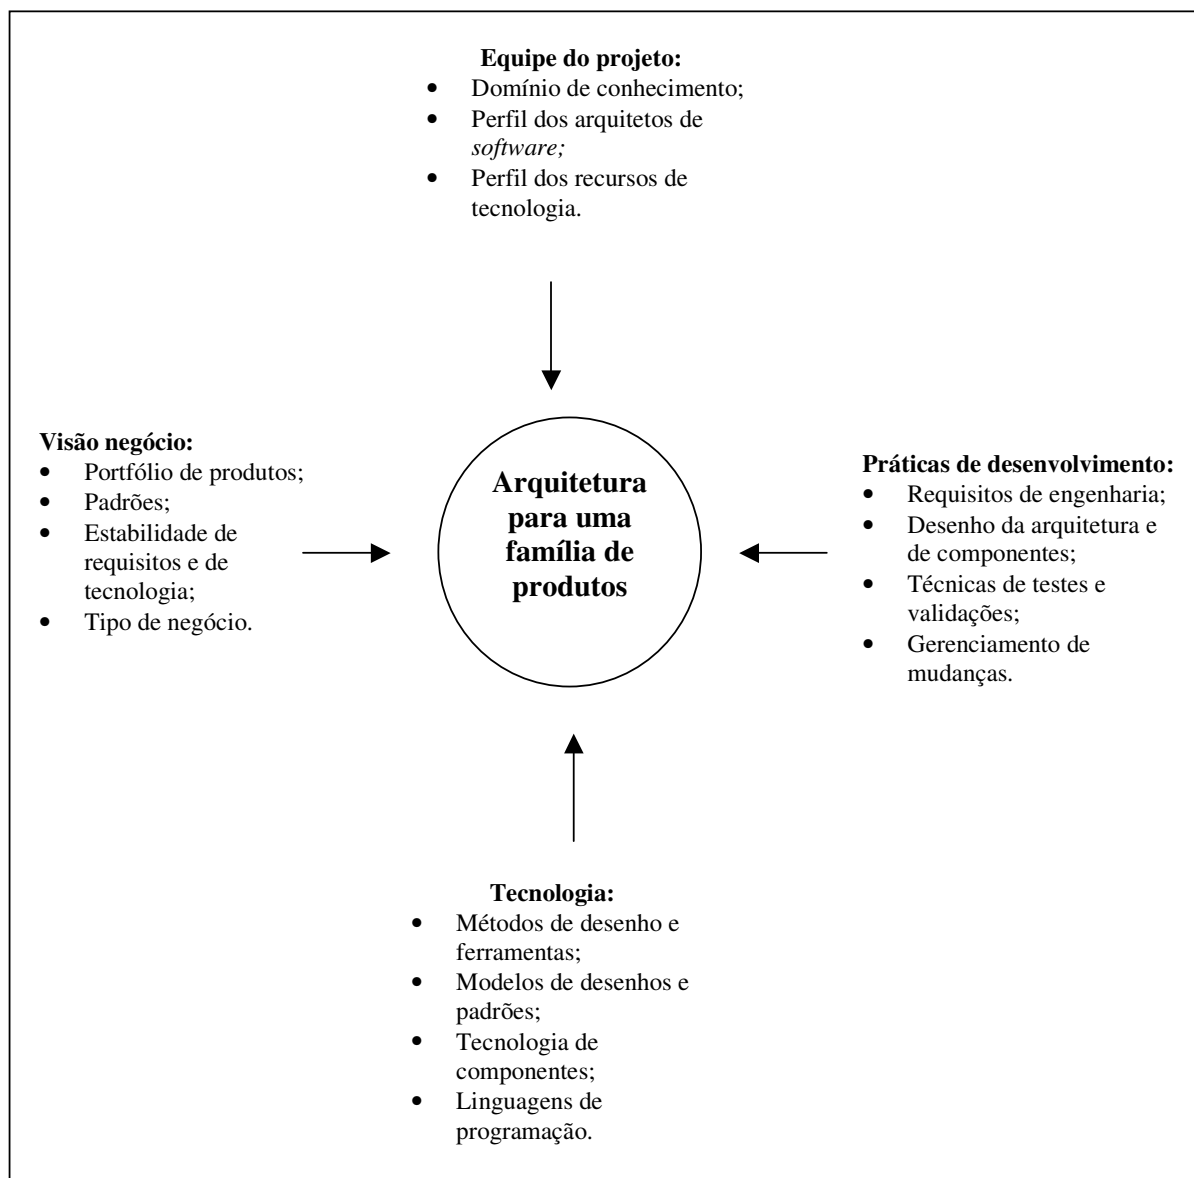 Equipe do projeto:
• Domínio de conhecimento;
• Perfil dos arquitetos de
software;
• Perfil dos recursos de
tecnologia.
Visão negócio:
• Portfólio de produtos;
• Padrões;
• Estabilidade de
requisitos e de
tecnologia;
• Tipo de negócio.
Arquitetura
para uma
família de
produtos
Práticas de desenvolvimento:
• Requisitos de engenharia;
• Desenho da arquitetura e
de componentes;
• Técnicas de testes e
validações;
• Gerenciamento de
mudanças.
Tecnologia:
• Métodos de desenho e
ferramentas;
• Modelos de desenhos e
padrões;
• Tecnologia de
componentes;
• Linguagens de
programação.